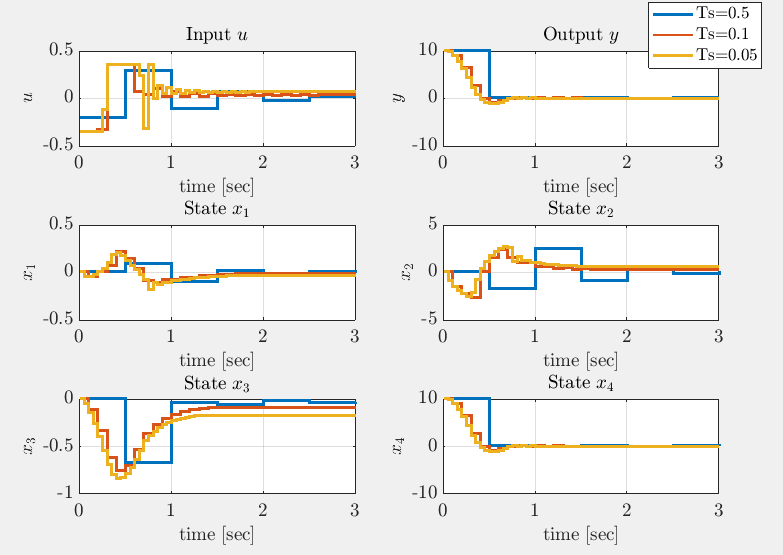 Ts=0.5
Ts=0.1
Ts=0.05
Input u
0.5
0
-0.5
u
0 1 2 3
time [sec]
Output y
10
0
-10
y
0 1 2 3
time [sec]
State x1
0.5
0
-0.5
x1
0 1 2 3
time [sec]
State x2
5
0
-5
x2
0 1 2 3
time [sec]
State x3
0
-0.5
-1
x3
0 1 2 3
time [sec]
State x4
10
0
-10
x4
0 1 2 3
time [sec]